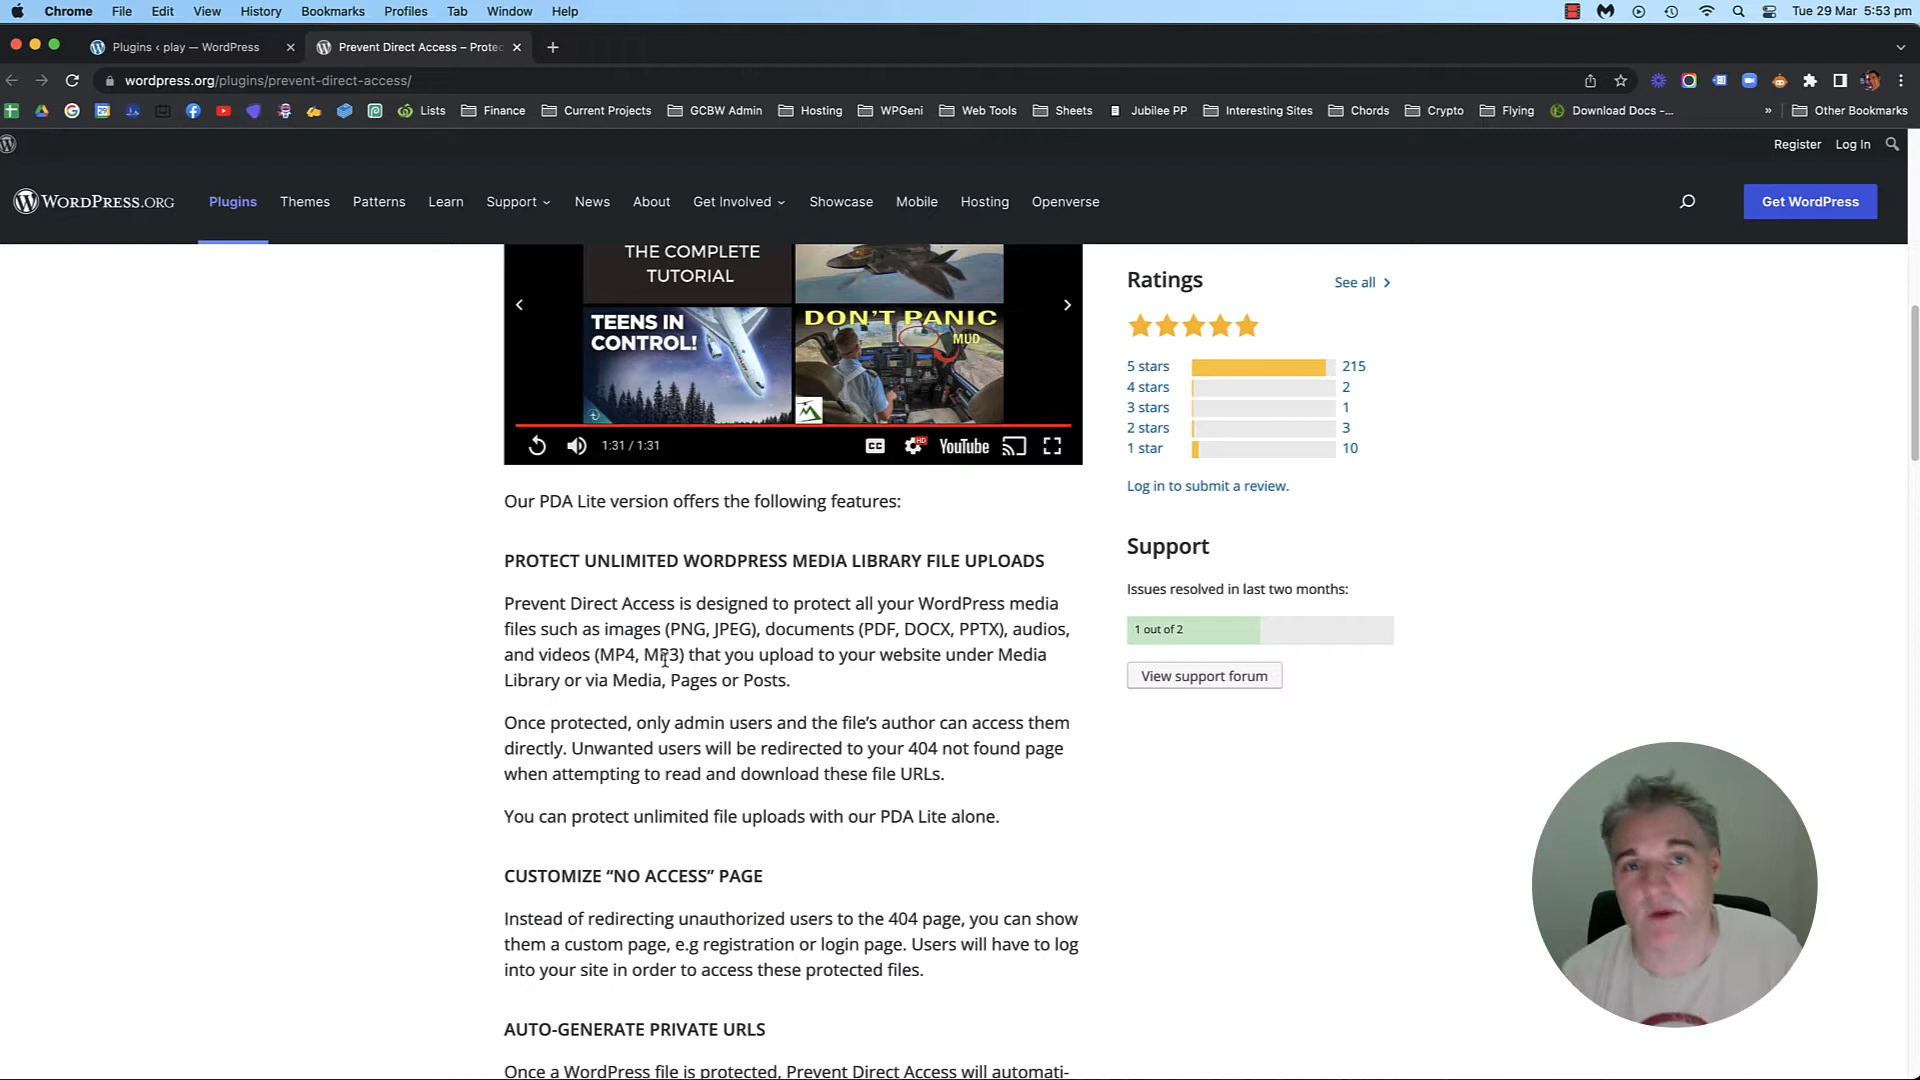 Chrome File Edit View History Bookmarks Profiles Tab Window Help Tue 29 Mar 5:53 pm
Plugins ‹ play — WordPress Prevent Direct Access – Prote
wordpress.org/plugins/prevent-direct-access/
Lists Finance Current Projects GCBW Admin Hosting WPGeni Web Tools Sheets Jubilee PP Interesting Sites Chords Crypto Flying Download Docs -... » Other Bookmarks
Register Log In
WORDPRESS.ORG Plugins Themes Patterns Learn Support News About Get Involved Showcase Mobile Hosting Openverse Get WordPress
THE COMPLETE
TUTORIAL
TEENS IN
CONTROL!
DON'T PANIC
MUD
1:31 / 1:31 CC HD YouTube
Our PDA Lite version offers the following features:
PROTECT UNLIMITED WORDPRESS MEDIA LIBRARY FILE UPLOADS
Prevent Direct Access is designed to protect all your WordPress media
files such as images (PNG, JPEG), documents (PDF, DOCX, PPTX), audios,
and videos (MP4, MP3) that you upload to your website under Media
Library or via Media, Pages or Posts.
Once protected, only admin users and the file’s author can access them
directly. Unwanted users will be redirected to your 404 not found page
when attempting to read and download these file URLs.
You can protect unlimited file uploads with our PDA Lite alone.
CUSTOMIZE “NO ACCESS” PAGE
Instead of redirecting unauthorized users to the 404 page, you can show
them a custom page, e.g registration or login page. Users will have to log
into your site in order to access these protected files.
AUTO-GENERATE PRIVATE URLS
Once a WordPress file is protected, Prevent Direct Access will automati-
Ratings See all
5 stars 215
4 stars 2
3 stars 1
2 stars 3
1 star 10
Log in to submit a review.
Support
Issues resolved in last two months:
1 out of 2
View support forum